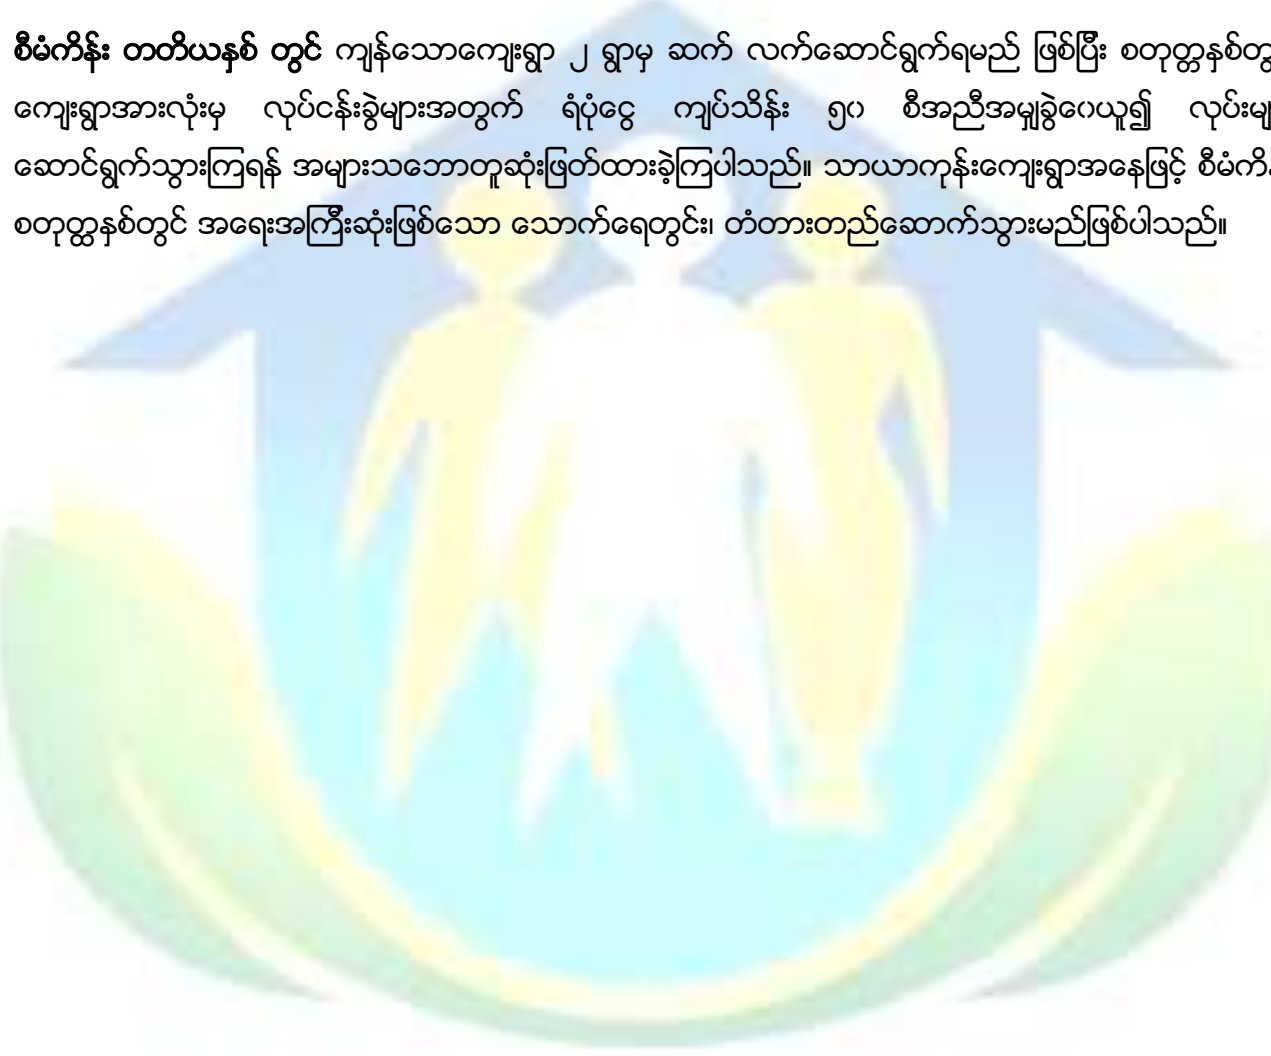 စီမံကိန်း တတိယနှစ် တွင် ကျန်သောကျေးရွာ ၂ ရွာမှ ဆက် လက်ဆောင်ရွက်ရမည် ဖြစ်ပြီး စတုတ္တနှစ်တွ
ကျေးရွာအားလုံးမှ လုပ်ငန်းခွဲများအတွက် ရံပုံငွေ ကျပ်သိန်း ၅၀ စီအညီအမျှခွဲဝေယူ၍ လုပ်းမျ
ဆောင်ရွက်သွားကြရန် အများသဘောတူဆုံးဖြတ်ထားခဲ့ကြပါသည်။ သာယာကုန်းကျေးရွာအနေဖြင့် စီမံကိ
စတုတ္ထနှစ်တွင် အရေးအကြီးဆုံးဖြစ်သော သောက်ရေတွင်း၊ တံတားတည်ဆောက်သွားမည်ဖြစ်ပါသည်။